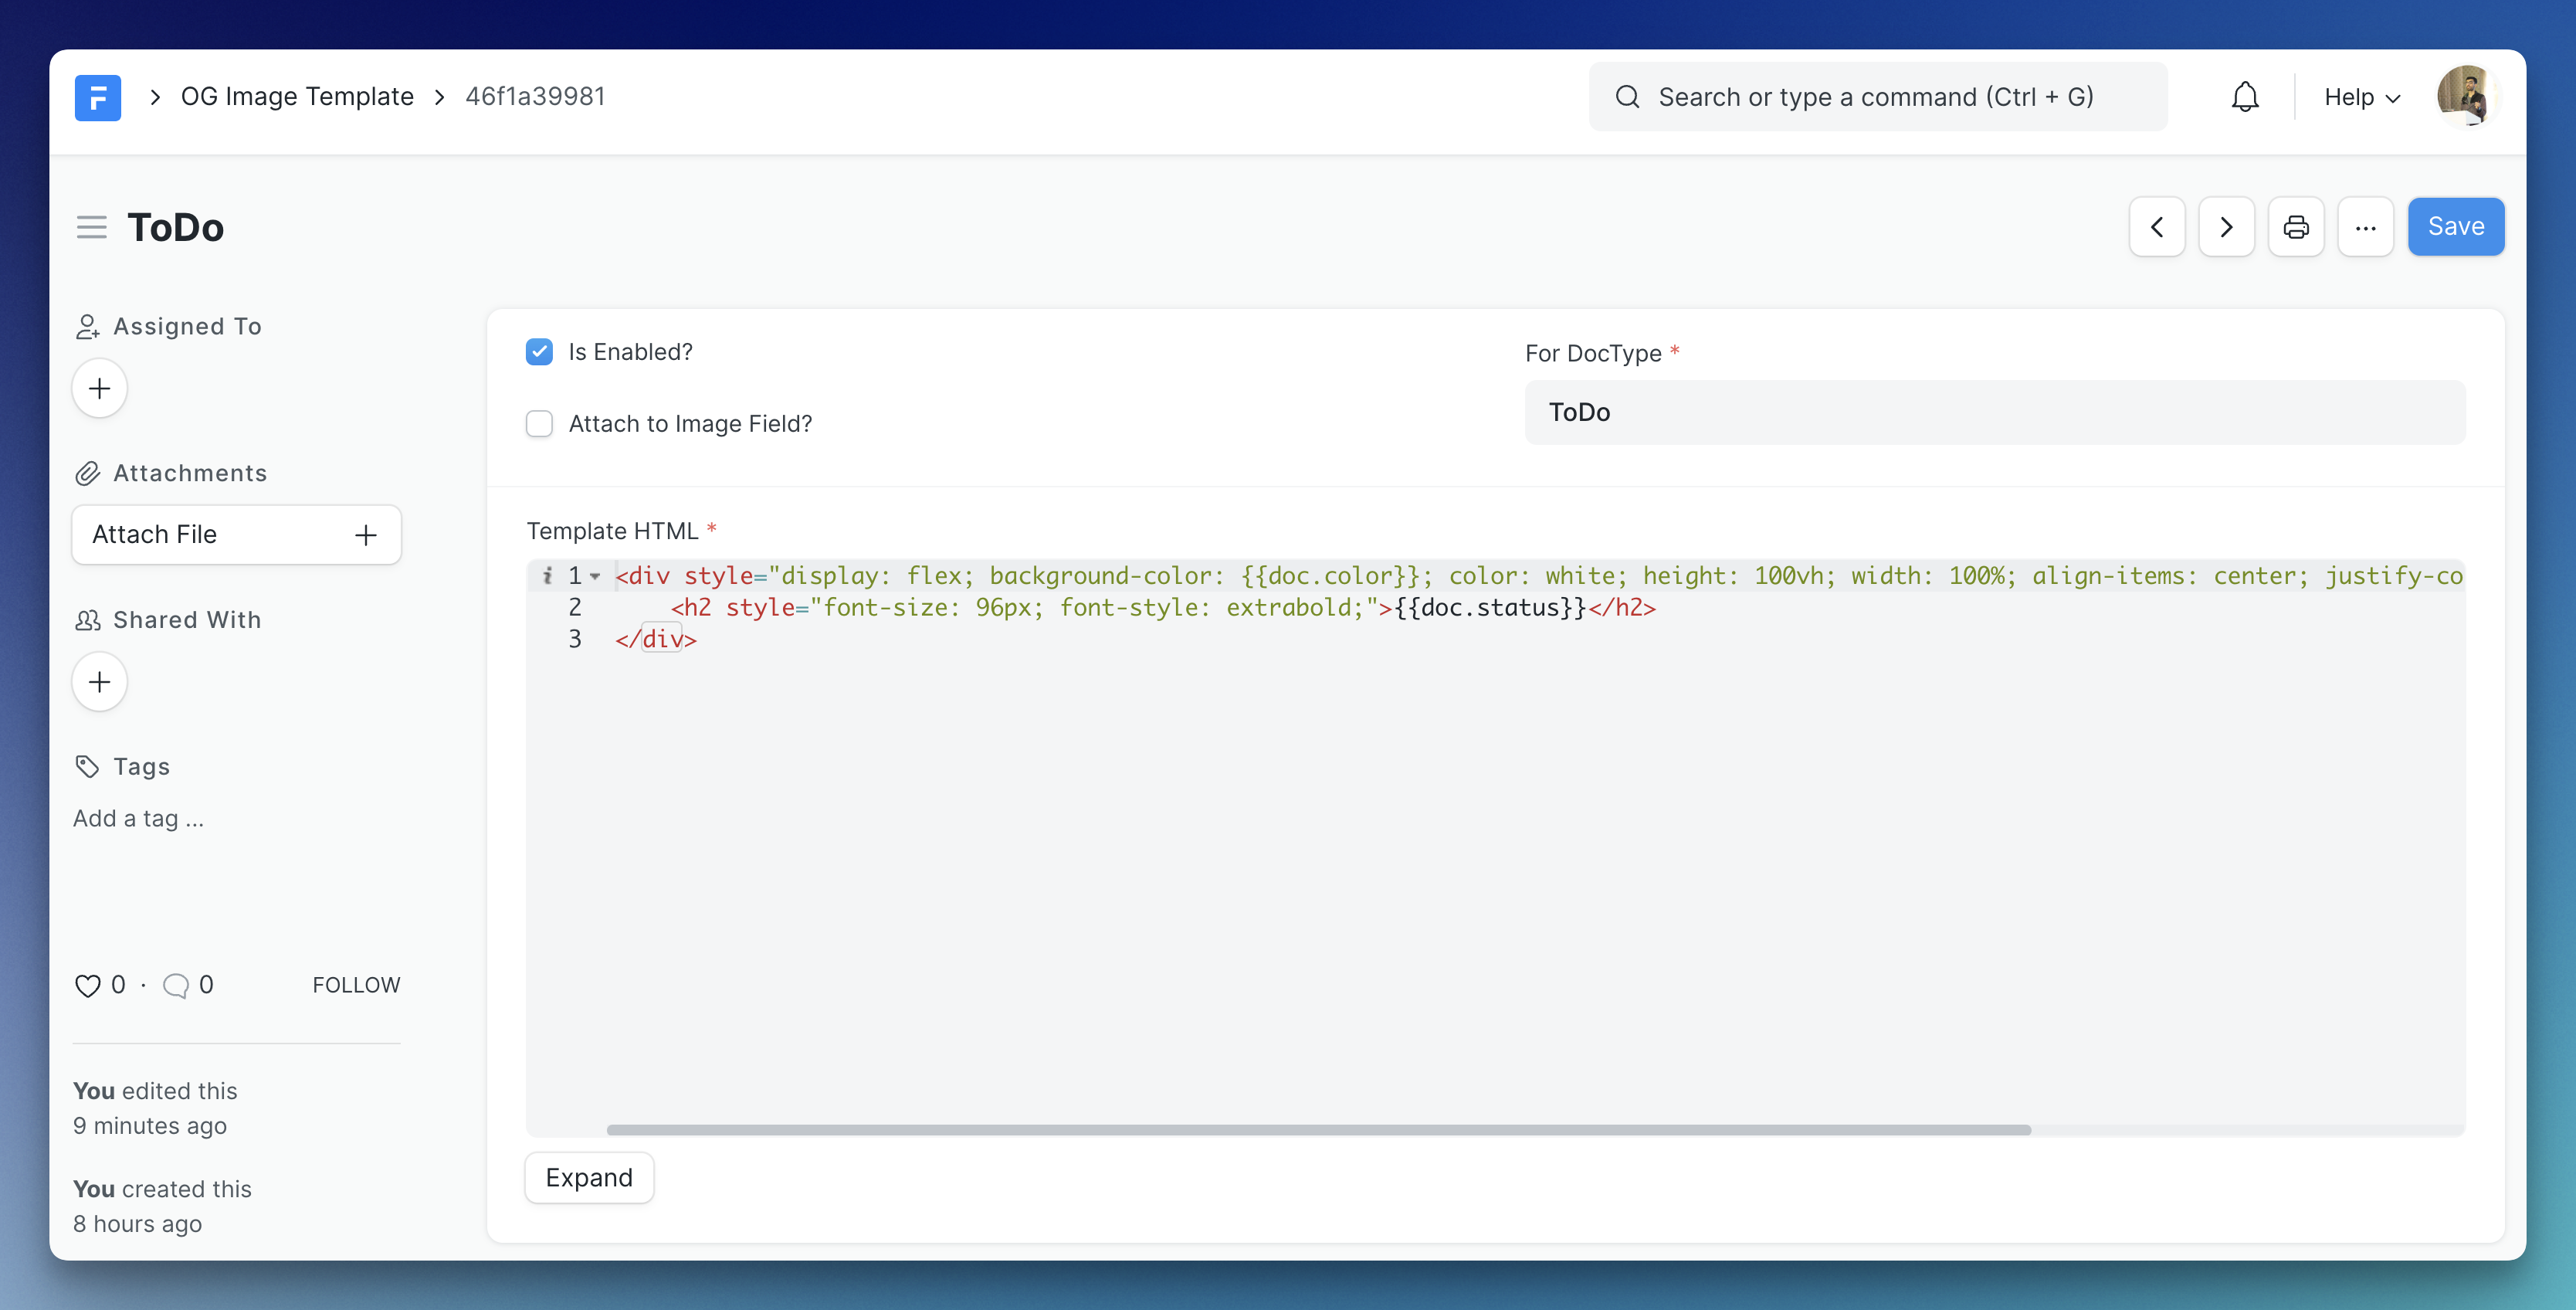 OG Image Template
46f1a39981
Search or type a command (Ctrl + G)
Help
ToDo
Save
Assigned To
Attachments
Attach File
Shared With
Tags
Add a tag ...
0 · 0 FOLLOW
You edited this
9 minutes ago
You created this
8 hours ago
Is Enabled?
Attach to Image Field?
For DocType *
ToDo
Template HTML *
1 <div style="display: flex; background-color: {{doc.color}}; color: white; height: 100vh; width: 100%; align-items: center; justify-co
2 <h2 style="font-size: 96px; font-style: extrabold;">{{doc.status}}</h2>
3 </div>
Expand